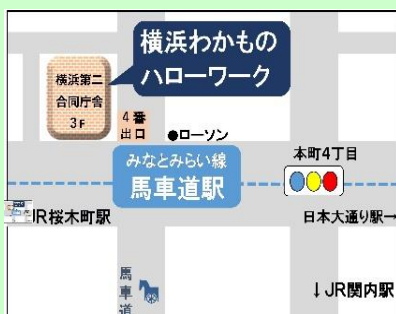 横浜わかもの
ハローワーク
横浜第二
合同庁舎
3F
4番
出口
●ローソン
本町4丁目
みなとみらい線
馬車道駅
JR桜木町駅
日本大通り駅→
馬車道
↓JR関内駅